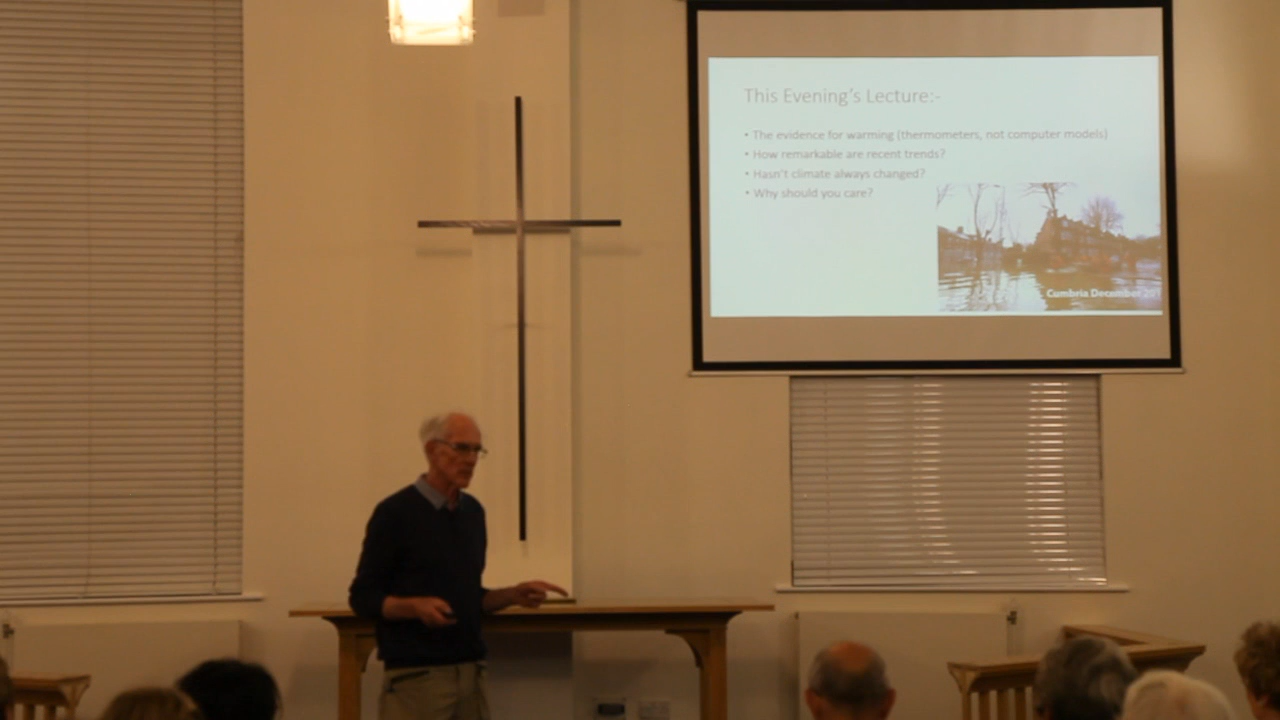 This Evening's Lecture:-
• The evidence for warming (thermometers, not computer models)
• How remarkable are recent trends?
• Hasn't climate always changed?
• Why should you care?
Cumbria December